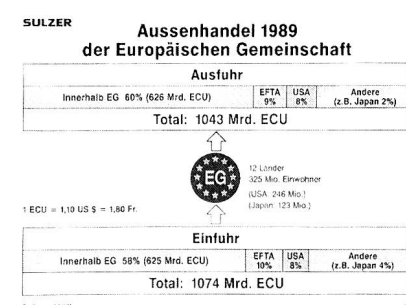 SULZER
Aussenhandel 1989
der Europäischen Gemeinschaft
Ausfuhr
Innerhalb EG 60% (626 Mrd. ECU)
EFTA
9%
USA
8%
Andere
(z.B. Japan 2%)
Total: 1043 Mrd. ECU
EG
12 Länder
325 Mio. Einwohner
(USA 246 Mio.)
(Japan: 123 Mio.)
1 ECU = 1,10 US $ = 1,80 Fr.
Einfuhr
Innerhalb EG 58% (625 Mrd. ECU)
EFTA
10%
USA
8%
Andere
(z.B. Japan 4%)
Total: 1074 Mrd. ECU